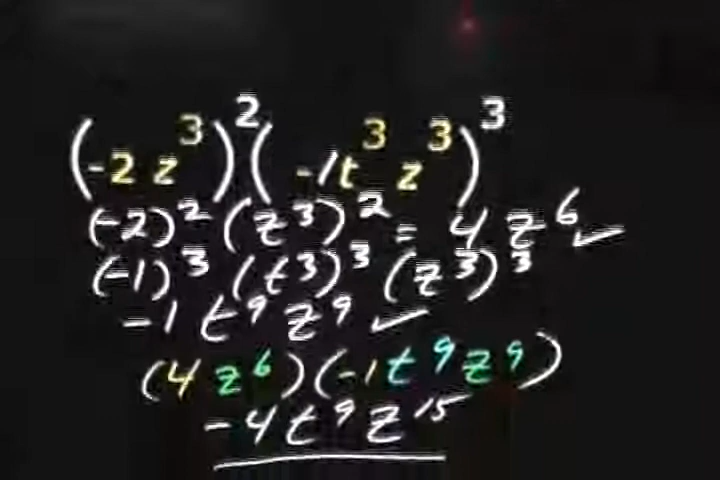 (-2z³)²(-1t³z³)³
(-2)²(z³)² = 4z⁶ ✓
(-1)³(t³)³(z³)³
-1t⁹z⁹ ✓
(4z⁶)(-1t⁹z⁹)
-4t⁹z¹⁵